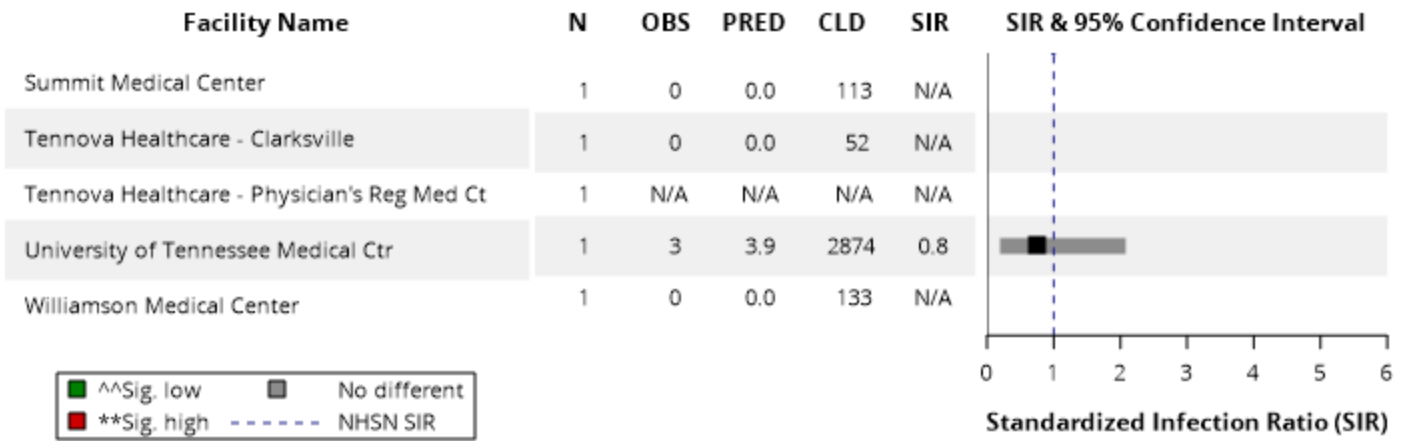 Facility Name N OBS PRED CLD SIR SIR & 95% Confidence Interval
Summit Medical Center 1 0 0.0 113 N/A
Tennova Healthcare - Clarksville 1 0 0.0 52 N/A
Tennova Healthcare - Physician's Reg Med Ct 1 N/A N/A N/A N/A
University of Tennessee Medical Ctr 1 3 3.9 2874 0.8
Williamson Medical Center 1 0 0.0 133 N/A
0 1 2 3 4 5 6
Standardized Infection Ratio (SIR)
^^Sig. low No different
**Sig. high NHSN SIR